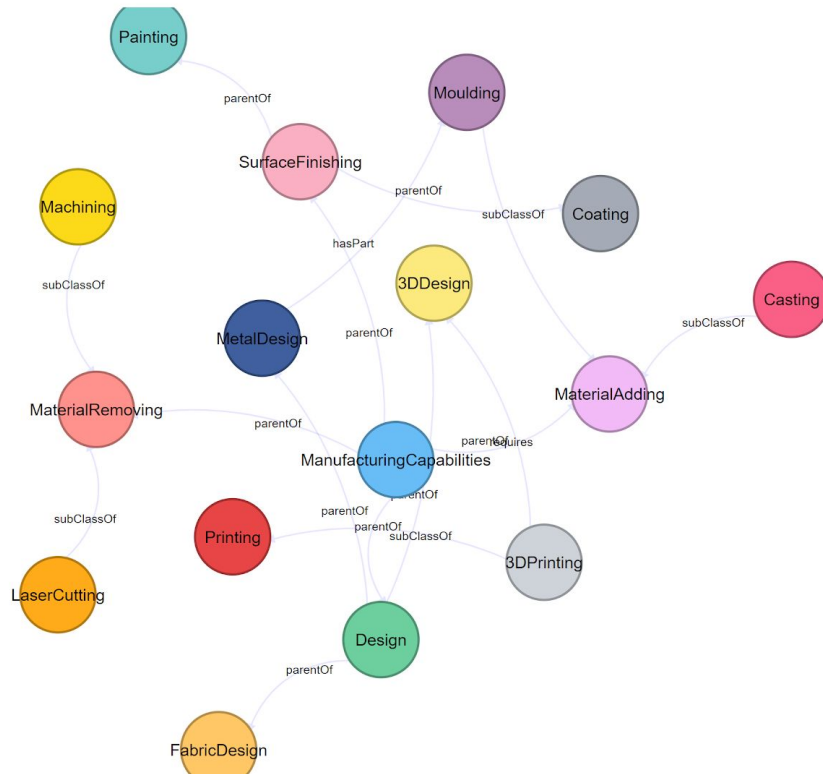 Painting
Moulding
parentOf
SurfaceFinishing
parentOf
Machining
subClassOf
Coating
hasPart
subClassOf
3DDesign
Casting
subClassOf
parentOf
MetalDesign
MaterialRemoving
MaterialAdding
parentOf
parentOf
requires
ManufacturingCapabilities
parentOf
parentOf
subClassOf
parentOf
subClassOf
Printing
3DPrinting
LaserCutting
Design
parentOf
FabricDesign